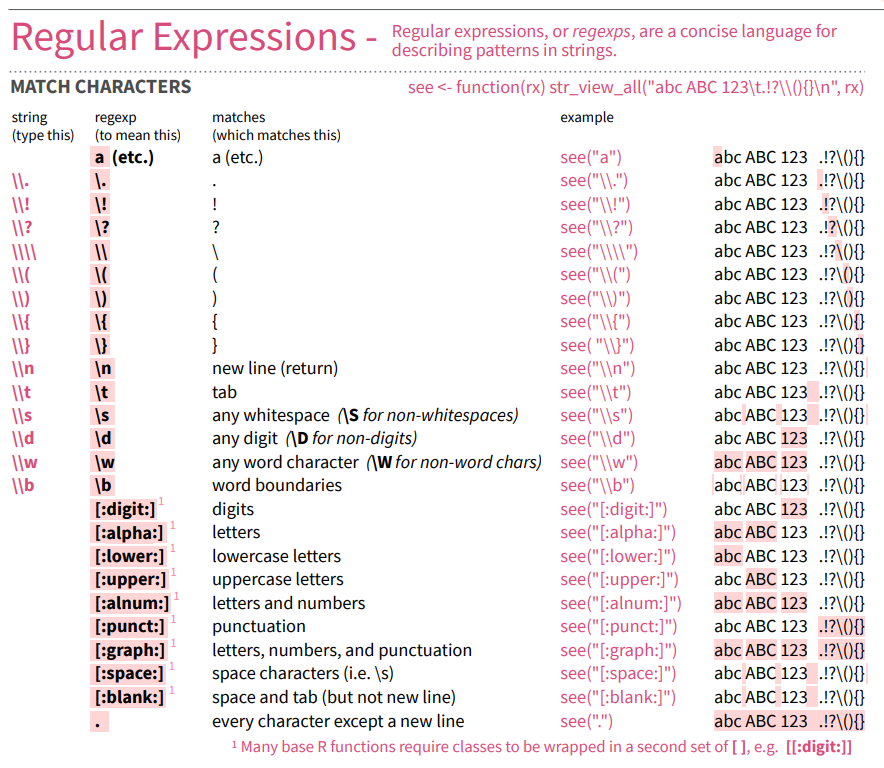 Regular Expressions - Regular expressions, or regexps, are a concise language for
describing patterns in strings.
MATCH CHARACTERS see <- function(rx) str_view_all("abc ABC 123\t.!?\\(){}\n", rx)
string regexp matches example
(type this) (to mean this) (which matches this)
a (etc.) a (etc.) see("a") abc ABC 123 .!?\(){}
\\. \. . see("\\.") abc ABC 123 .!?\(){}
\\! \! ! see("\\!") abc ABC 123 .!?\(){}
\\? \? ? see("\\?") abc ABC 123 .!?\(){}
\\\\ \\ \ see("\\\\") abc ABC 123 .!?\(){}
\\( \( ( see("\\(") abc ABC 123 .!?\(){}
\\) \) ) see("\\)") abc ABC 123 .!?\(){}
\\{ \{ { see("\\{") abc ABC 123 .!?\(){}
\\} \} } see( "\\}") abc ABC 123 .!?\(){}
\\n \n new line (return) see("\\n") abc ABC 123 .!?\(){}
\\t \t tab see("\\t") abc ABC 123 .!?\(){}
\\s \s any whitespace (\S for non-whitespaces) see("\\s") abc ABC 123 .!?\(){}
\\d \d any digit (\D for non-digits) see("\\d") abc ABC 123 .!?\(){}
\\w \w any word character (\W for non-word chars) see("\\w") abc ABC 123 .!?\(){}
\\b \b word boundaries see("\\b") abc ABC 123 .!?\(){}
[:digit:] 1 digits see("[:digit:]") abc ABC 123 .!?\(){}
[:alpha:] 1 letters see("[:alpha:]") abc ABC 123 .!?\(){}
[:lower:] 1 lowercase letters see("[:lower:]") abc ABC 123 .!?\(){}
[:upper:] 1 uppercase letters see("[:upper:]") abc ABC 123 .!?\(){}
[:alnum:] 1 letters and numbers see("[:alnum:]") abc ABC 123 .!?\(){}
[:punct:] 1 punctuation see("[:punct:]") abc ABC 123 .!?\(){}
[:graph:] 1 letters, numbers, and punctuation see("[:graph:]") abc ABC 123 .!?\(){}
[:space:] 1 space characters (i.e. \s) see("[:space:]") abc ABC 123 .!?\(){}
[:blank:] 1 space and tab (but not new line) see("[:blank:]") abc ABC 123 .!?\(){}
. every character except a new line see(".") abc ABC 123 .!?\(){}
1 Many base R functions require classes to be wrapped in a second set of [ ], e.g. [[:digit:]]